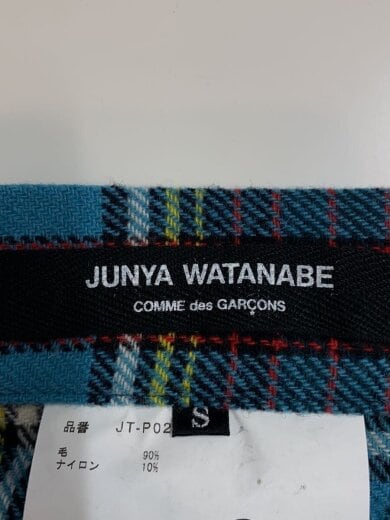 JUNYA WATANABE
COMME des GARÇONS
S
品番 JT-P02
毛 90%
ナイロン 10%